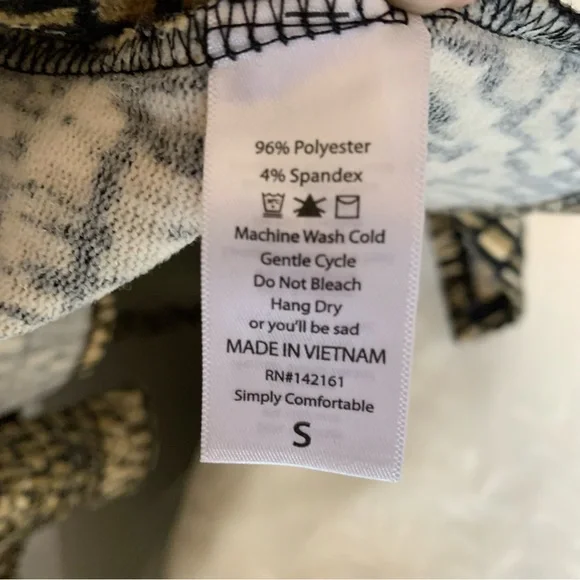 96% Polyester
4% Spandex
Machine Wash Cold
Gentle Cycle
Do Not Bleach
Hang Dry
or you'll be sad
MADE IN VIETNAM
RN#142161
Simply Comfortable
S